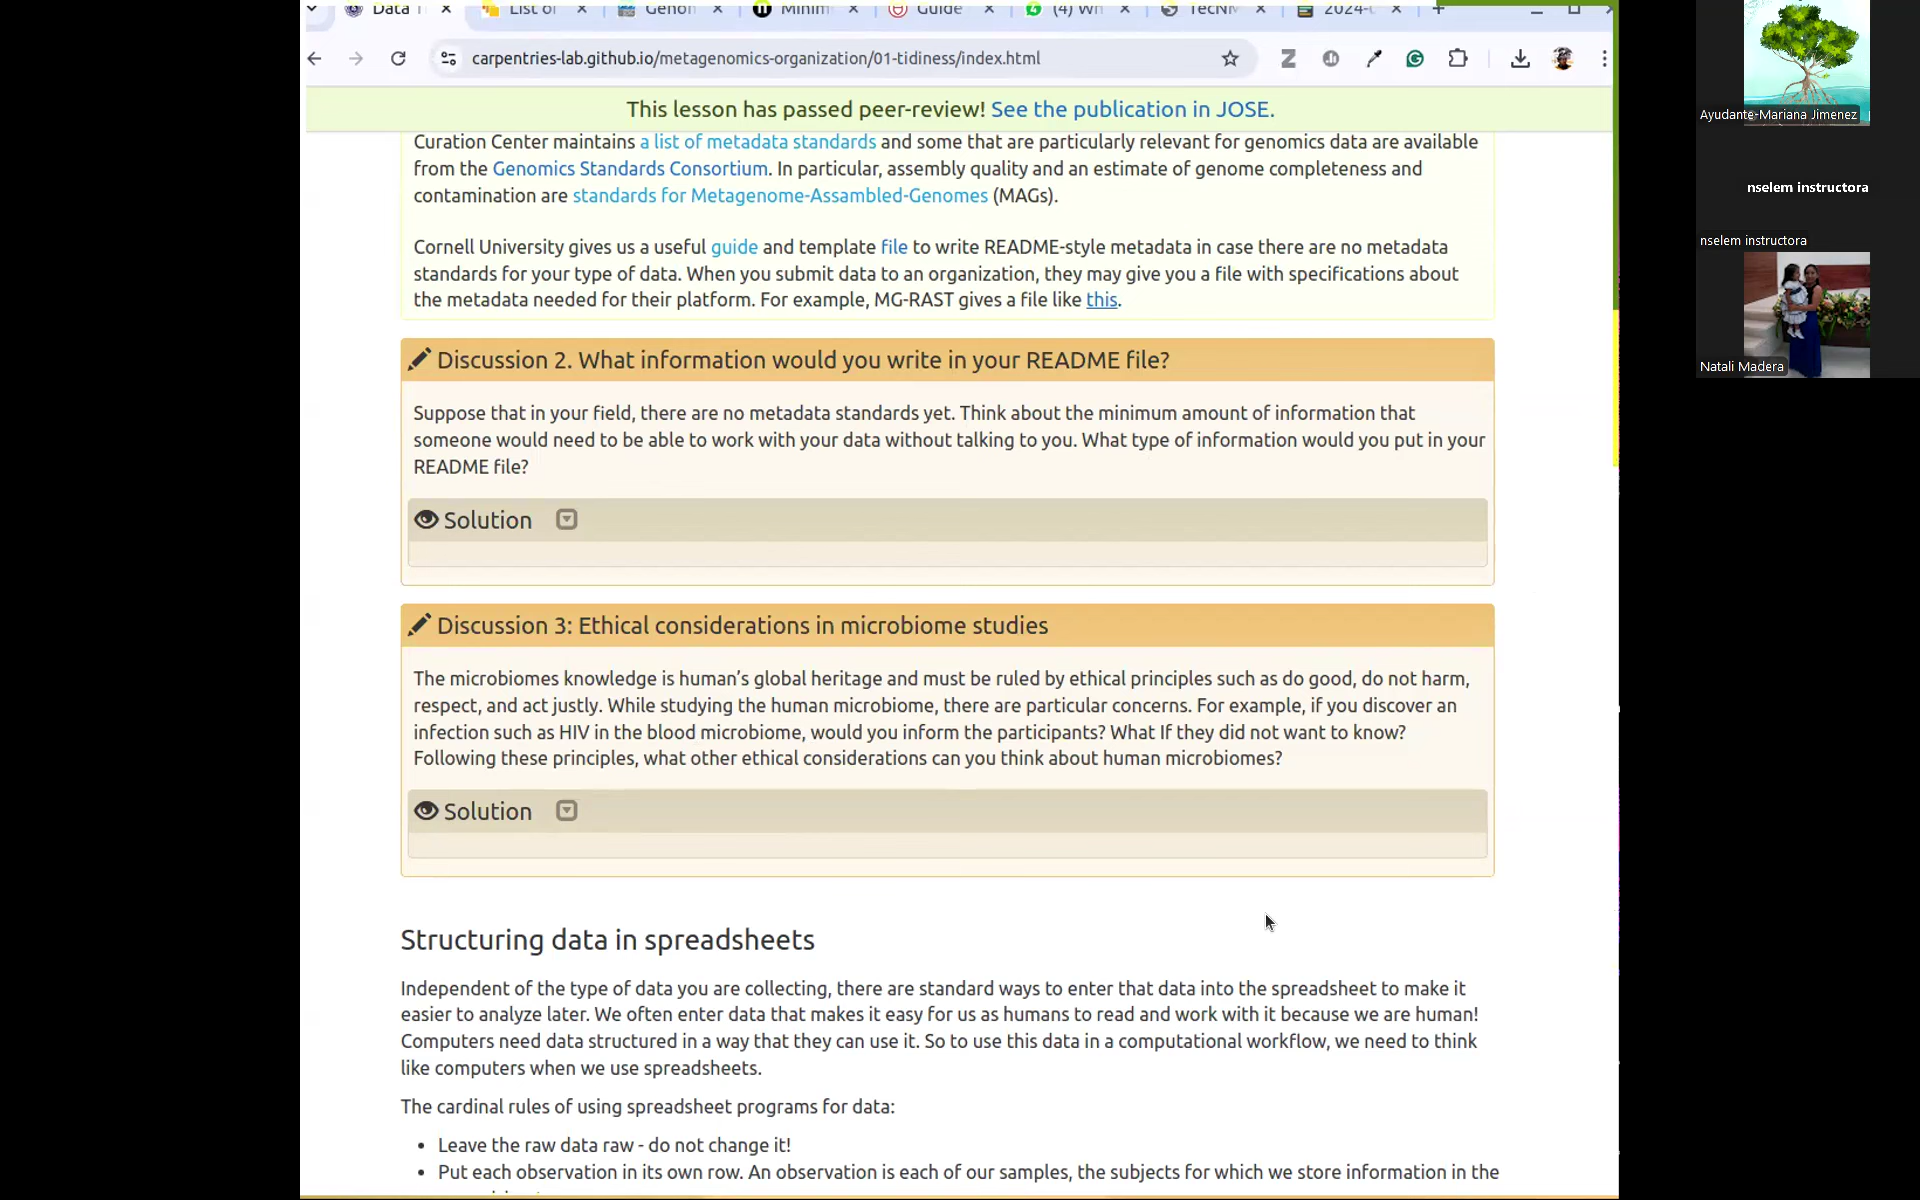 Data
List of
Genon
Minim
Guide
(4) Wh
TecNM
2024-
carpentries-lab.github.io/metagenomics-organization/01-tidiness/index.html
This lesson has passed peer-review! See the publication in JOSE.
Curation Center maintains a list of metadata standards and some that are particularly relevant for genomics data are available
from the Genomics Standards Consortium. In particular, assembly quality and an estimate of genome completeness and
contamination are standards for Metagenome-Assambled-Genomes (MAGs).
Cornell University gives us a useful guide and template file to write README-style metadata in case there are no metadata
standards for your type of data. When you submit data to an organization, they may give you a file with specifications about
the metadata needed for their platform. For example, MG-RAST gives a file like this.
Discussion 2. What information would you write in your README file?
Suppose that in your field, there are no metadata standards yet. Think about the minimum amount of information that
someone would need to be able to work with your data without talking to you. What type of information would you put in your
README file?
Solution
Discussion 3: Ethical considerations in microbiome studies
The microbiomes knowledge is human’s global heritage and must be ruled by ethical principles such as do good, do not harm,
respect, and act justly. While studying the human microbiome, there are particular concerns. For example, if you discover an
infection such as HIV in the blood microbiome, would you inform the participants? What If they did not want to know?
Following these principles, what other ethical considerations can you think about human microbiomes?
Solution
Structuring data in spreadsheets
Independent of the type of data you are collecting, there are standard ways to enter that data into the spreadsheet to make it
easier to analyze later. We often enter data that makes it easy for us as humans to read and work with it because we are human!
Computers need data structured in a way that they can use it. So to use this data in a computational workflow, we need to think
like computers when we use spreadsheets.
The cardinal rules of using spreadsheet programs for data:
• Leave the raw data raw - do not change it!
• Put each observation in its own row. An observation is each of our samples, the subjects for which we store information in the
Ayudante-Mariana Jimenez
nselem instructora
nselem instructora
Natali Madera